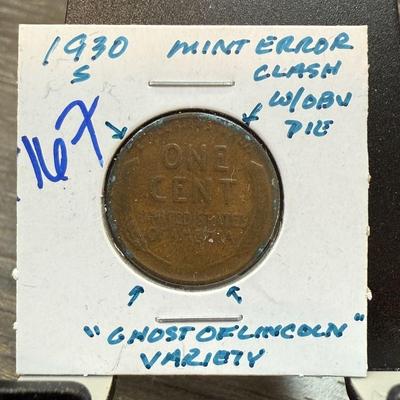 1930 MINT ERROR
S CLASH
W/OBV
DIE
167
ONE
CENT
UNITED STATES
OF AMERICA
"GHOST OF LINCOLN"
VARIETY